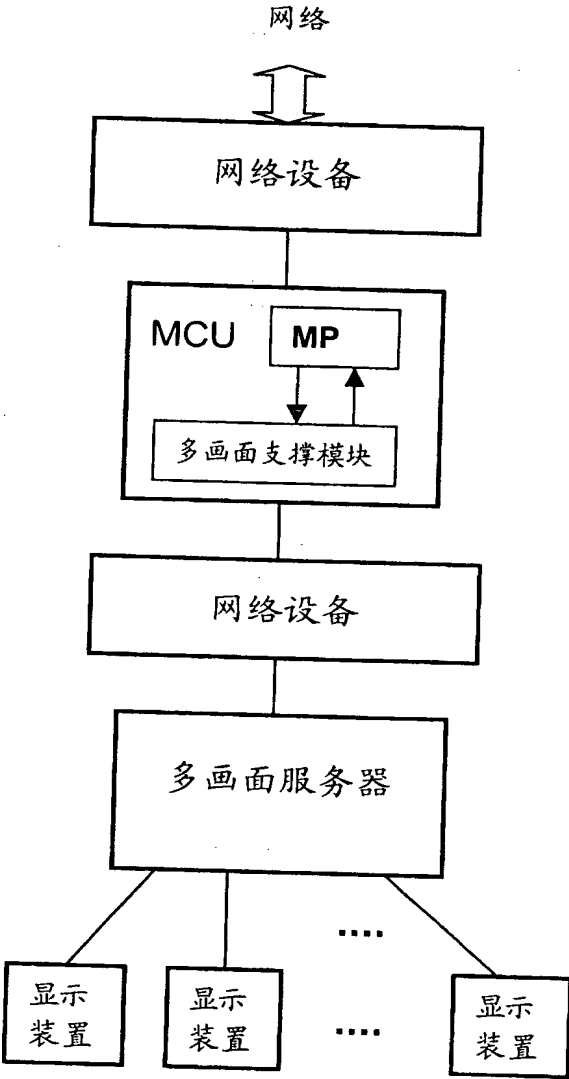 网络
网络设备
MCU
MP
多画面支撑模块
网络设备
多画面服务器
....
显示
装置
显示
装置
....
显示
装置